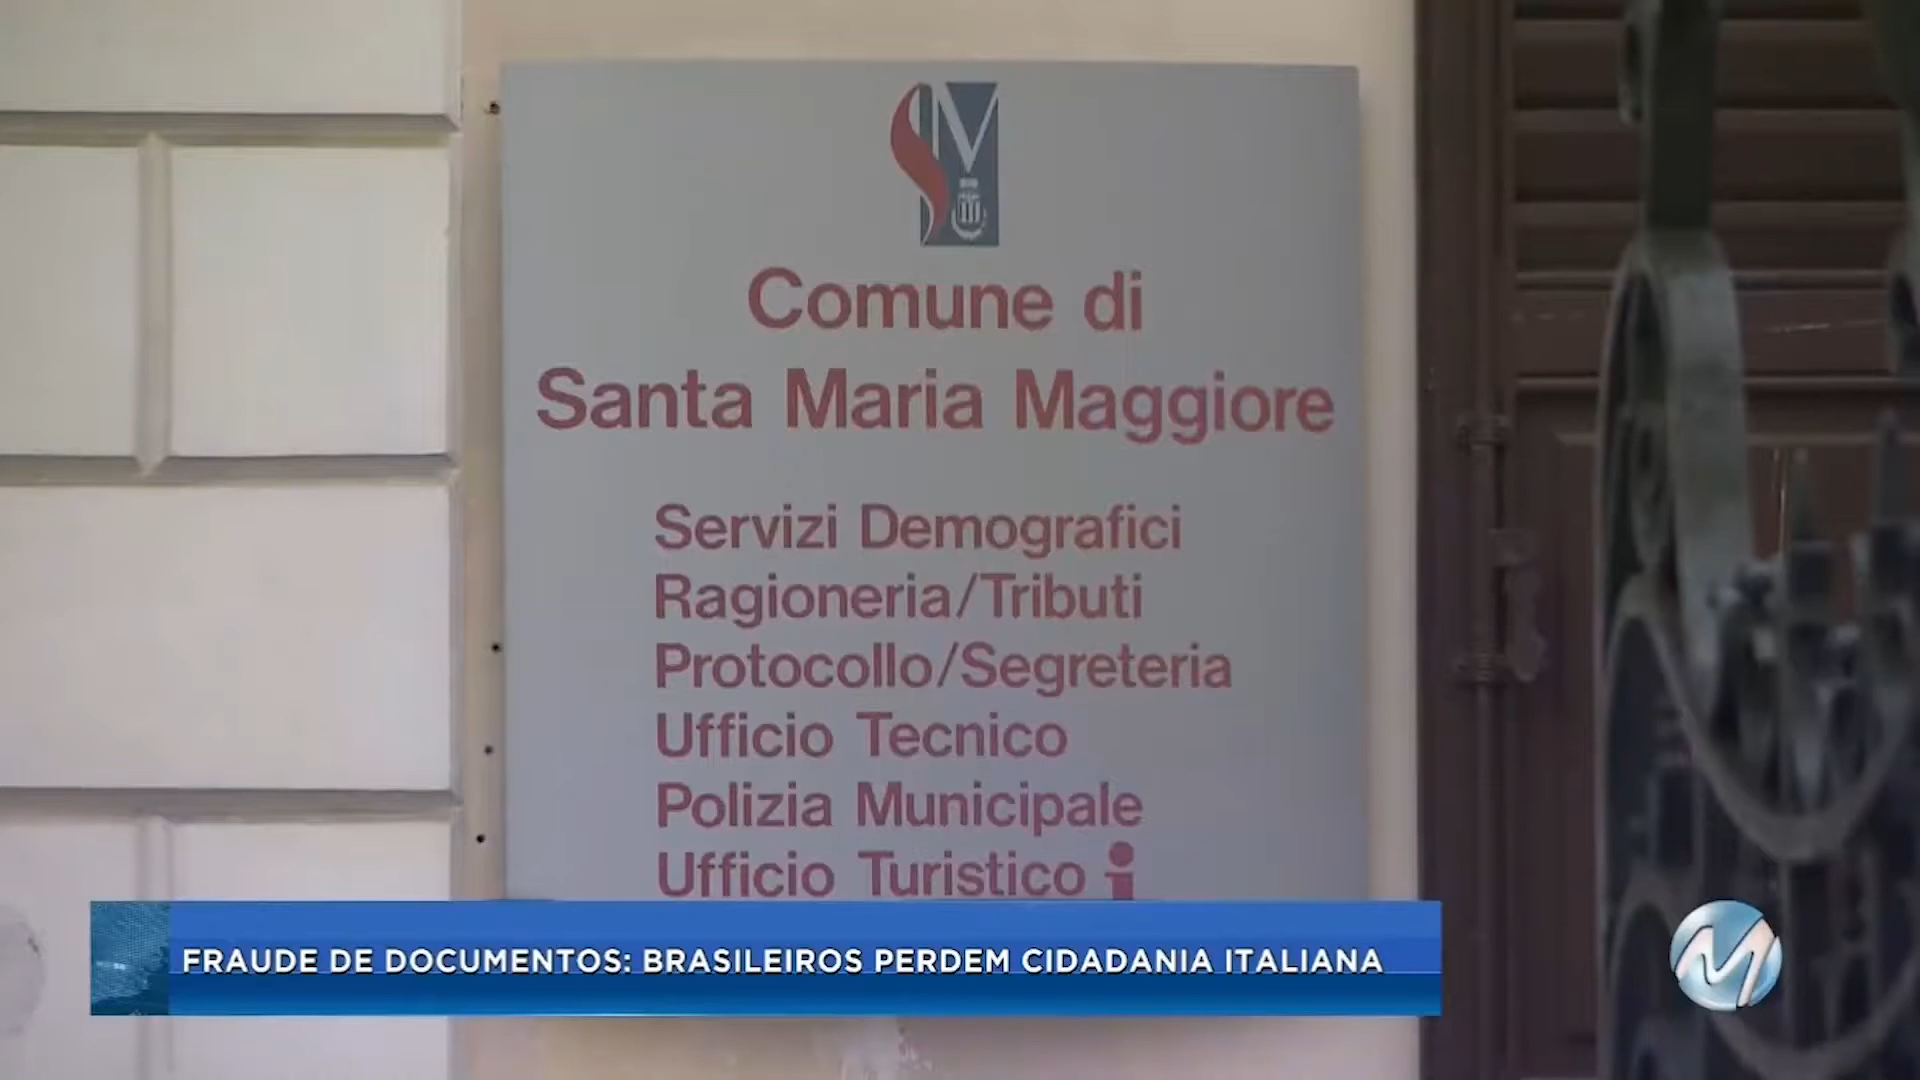 SM
Comune di
Santa Maria Maggiore
Servizi Demografici
Ragioneria/Tributi
Protocollo/Segreteria
Ufficio Tecnico
Polizia Municipale
Ufficio Turistico i
FRAUDE DE DOCUMENTOS: BRASILEIROS PERDEM CIDADANIA ITALIANA
M